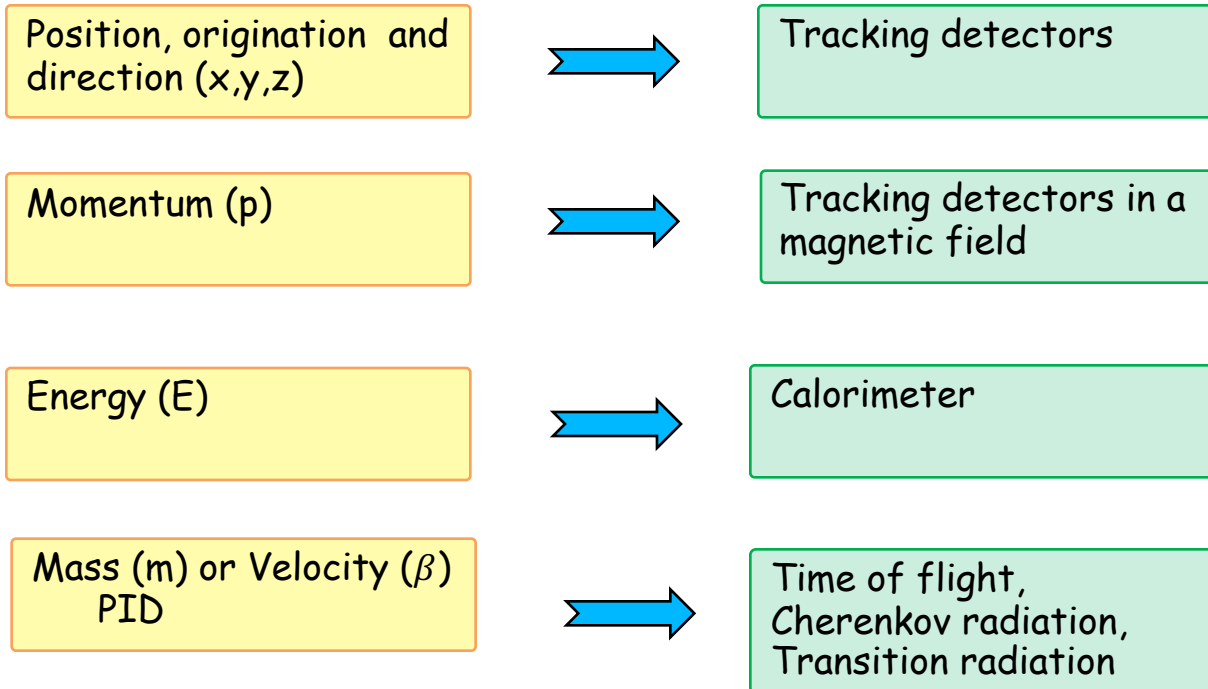 Position, origination and
direction (x,y,z)
Tracking detectors
Momentum (p)
Tracking detectors in a
magnetic field
Energy (E)
Calorimeter
Mass (m) or Velocity (β)
PID
Time of flight,
Cherenkov radiation,
Transition radiation